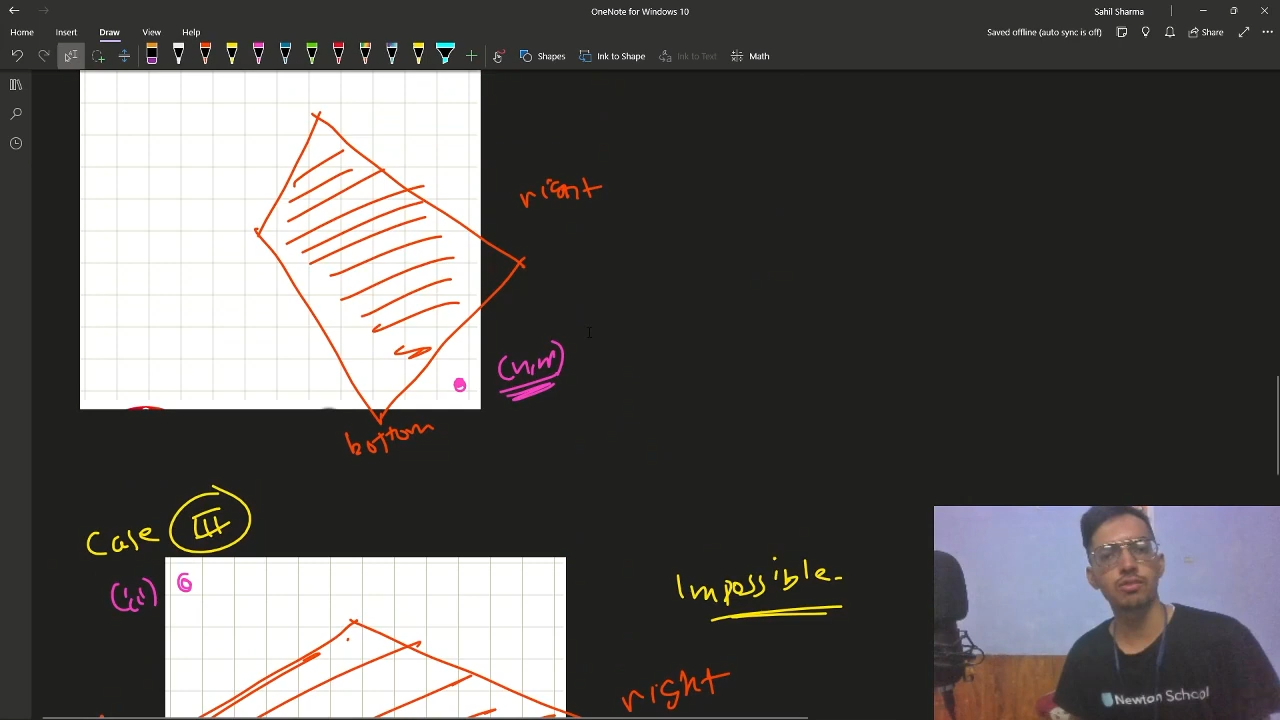 OneNote for Windows 10
Sahil Sharma
Home Insert Draw View Help
Saved offline (auto sync is off)
Share
Shapes
Ink to Shape
Ink to Text
Math
right
(n,m)
bottom
Case III
(ii)
Impossible.
right
Newton School